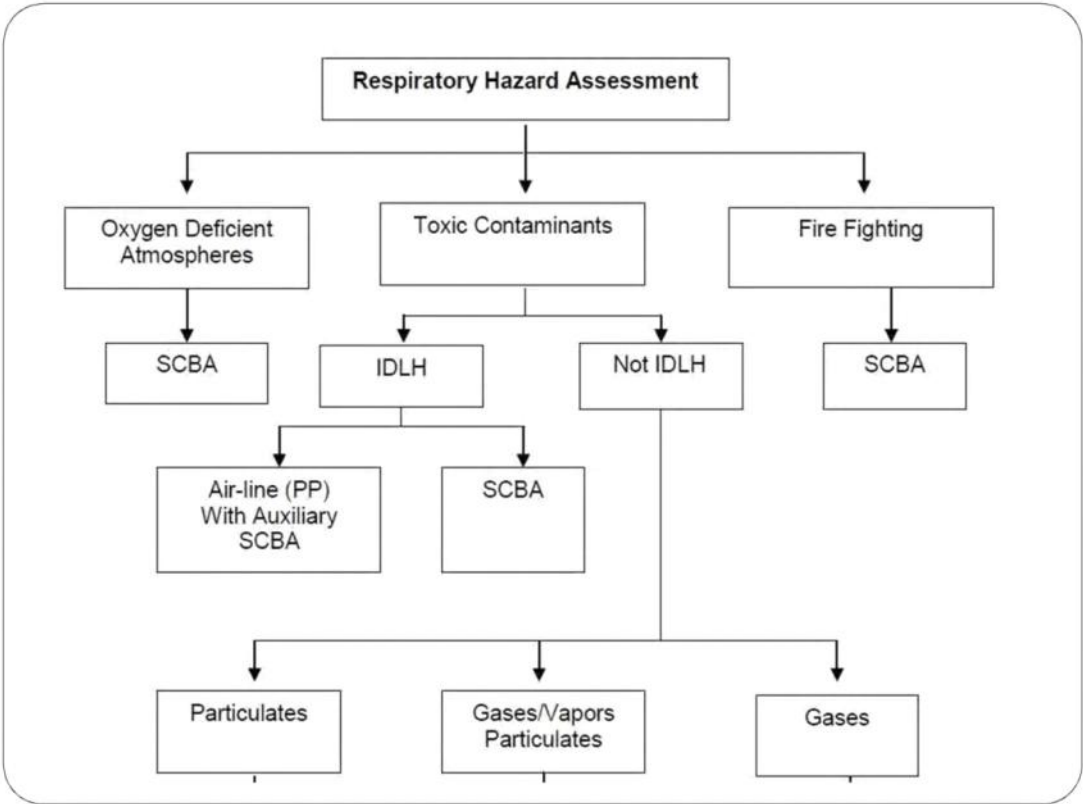 Respiratory Hazard Assessment
Oxygen Deficient
Atmospheres
Toxic Contaminants
Fire Fighting
SCBA
IDLH
Not IDLH
SCBA
Air-line (PP)
With Auxiliary
SCBA
SCBA
Particulates
Gases/Vapors
Particulates
Gases